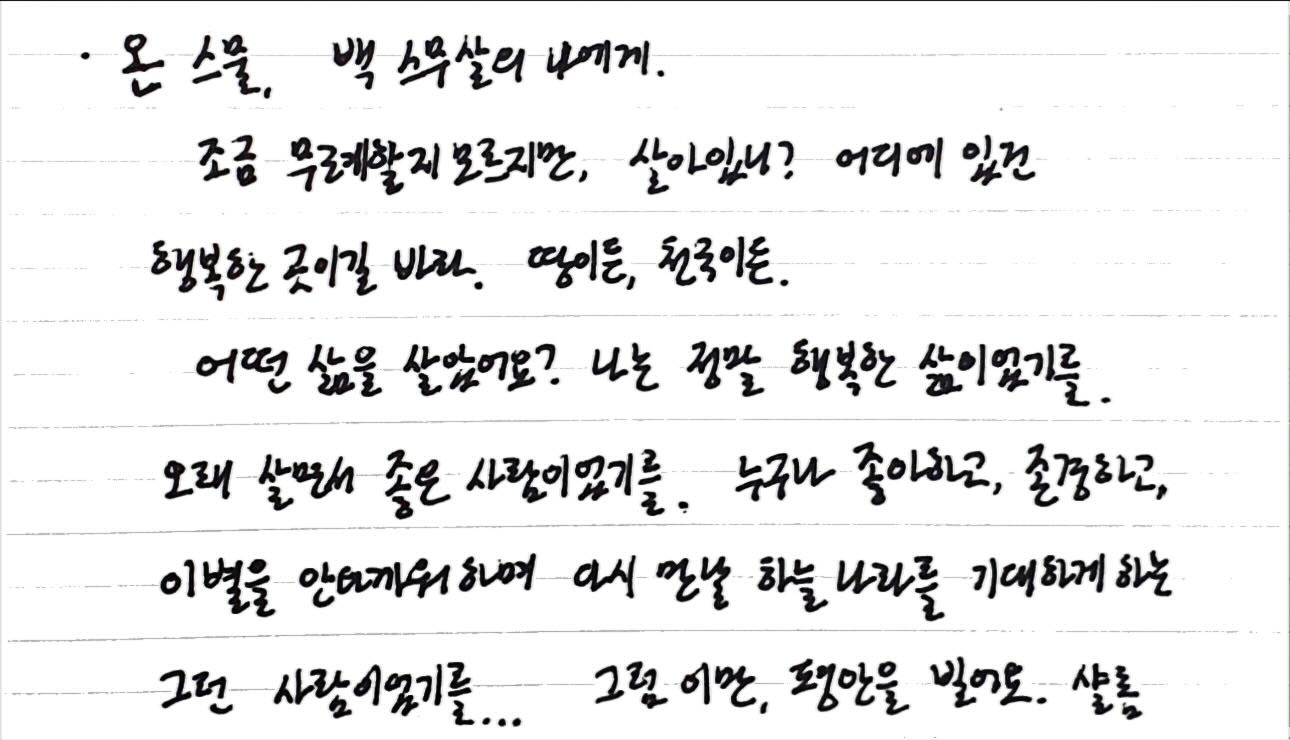 · 온 스물, 백 스무살의 나에게.
조금 무르케할지 모르지만, 살아있니? 어디에 있건
행복한 곳이길 바라. 땅이든, 천국이든.
어떤 삶을 살았어요? 나는 정말 행복한 삶이었기를.
오래 살면서 좋은 사람이었기를. 누구나 좋아하고, 존경하고,
이별을 안타까워하며 다시 만날 하늘 나라를 기대하게 하는
그런 사람이었기를... 그럼 이만, 평안을 빌어요. 샬롬